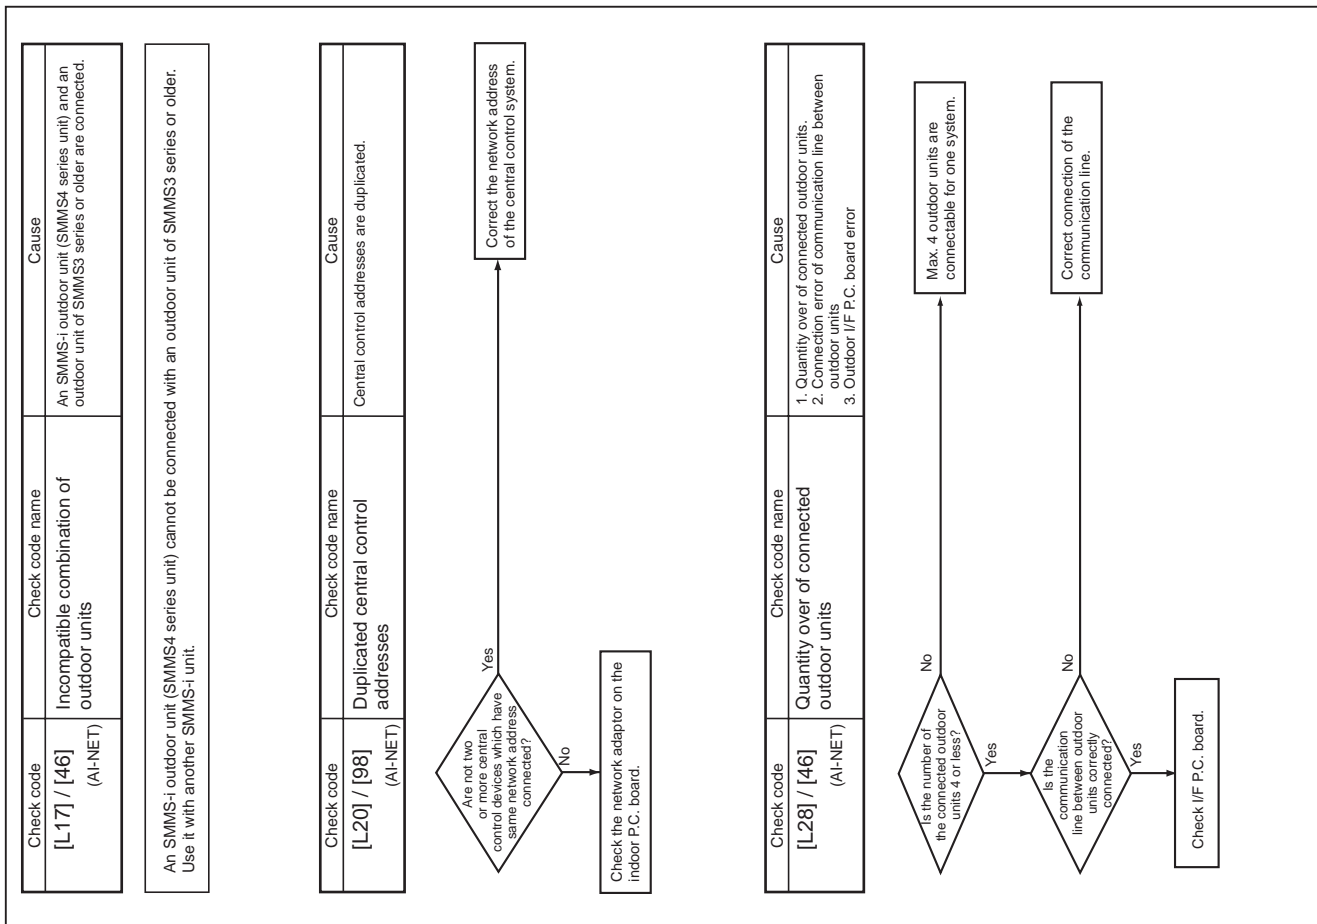 Check code
Check code name
Cause
[L17] / [46]
(AI-NET)
Incompatible combination of
outdoor units
An SMMS-i outdoor unit (SMMS4 series unit) and an
outdoor unit of SMMS3 series or older are connected.
An SMMS-i outdoor unit (SMMS4 series unit) cannot be connected with an outdoor unit of SMMS3 series or older.
Use it with another SMMS-i unit.
Check code
Check code name
Cause
[L20] / [98]
(AI-NET)
Duplicated central control
addresses
Central control addresses are duplicated.
Are not two
or more central
control devices which have
same network address
connected?
Yes
Correct the network address
of the central control system.
No
Check the network adaptor on the
indoor P.C. board.
Check code
Check code name
Cause
[L28] / [46]
(AI-NET)
Quantity over of connected
outdoor units
1. Quantity over of connected outdoor units.
2. Connection error of communication line between
outdoor units
3. Outdoor I/F P.C. board error
Is the number of
the connected outdoor
units 4 or less?
No
Max. 4 outdoor units are
connectable for one system.
Yes
Is the
communication
line between outdoor
units correctly
connected?
No
Correct connection of the
communication line.
Yes
Check I/F P.C. board.